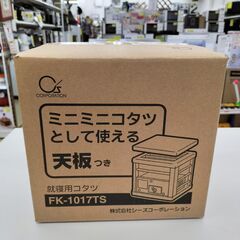 CORPORATION
ミニミニコタツ
として使える
天板つき
就寝用コタツ
FK-1017TS
株式会社シーズコーポレーション